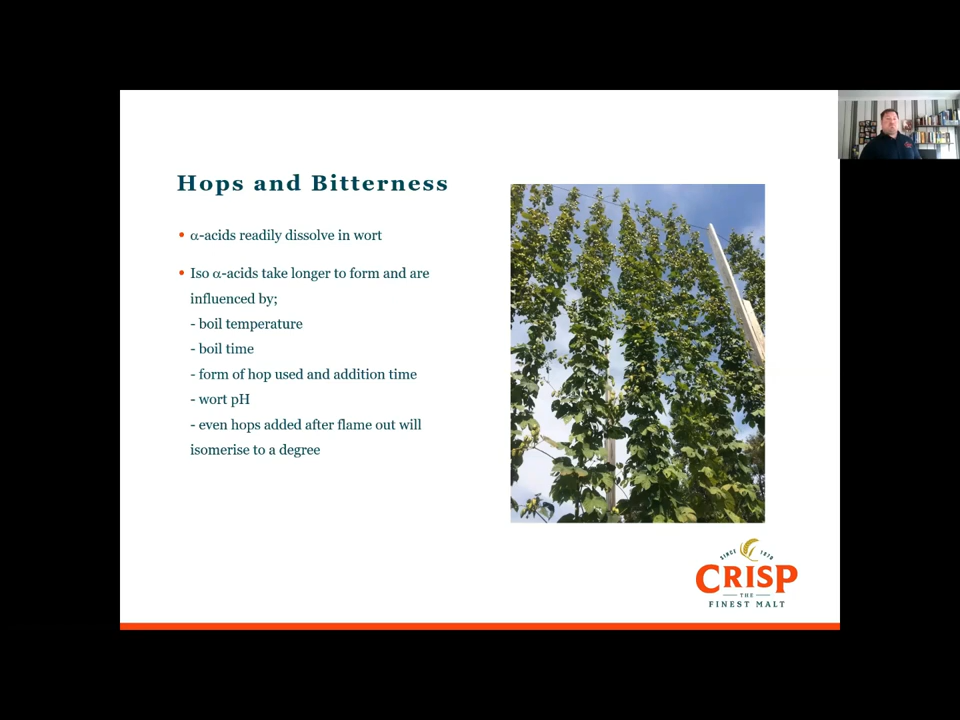 Hops and Bitterness
• α-acids readily dissolve in wort
• Iso α-acids take longer to form and are
influenced by;
- boil temperature
- boil time
- form of hop used and addition time
- wort pH
- even hops added after flame out will
isomerise to a degree
SINCE 1870
CRISP
THE
FINEST MALT